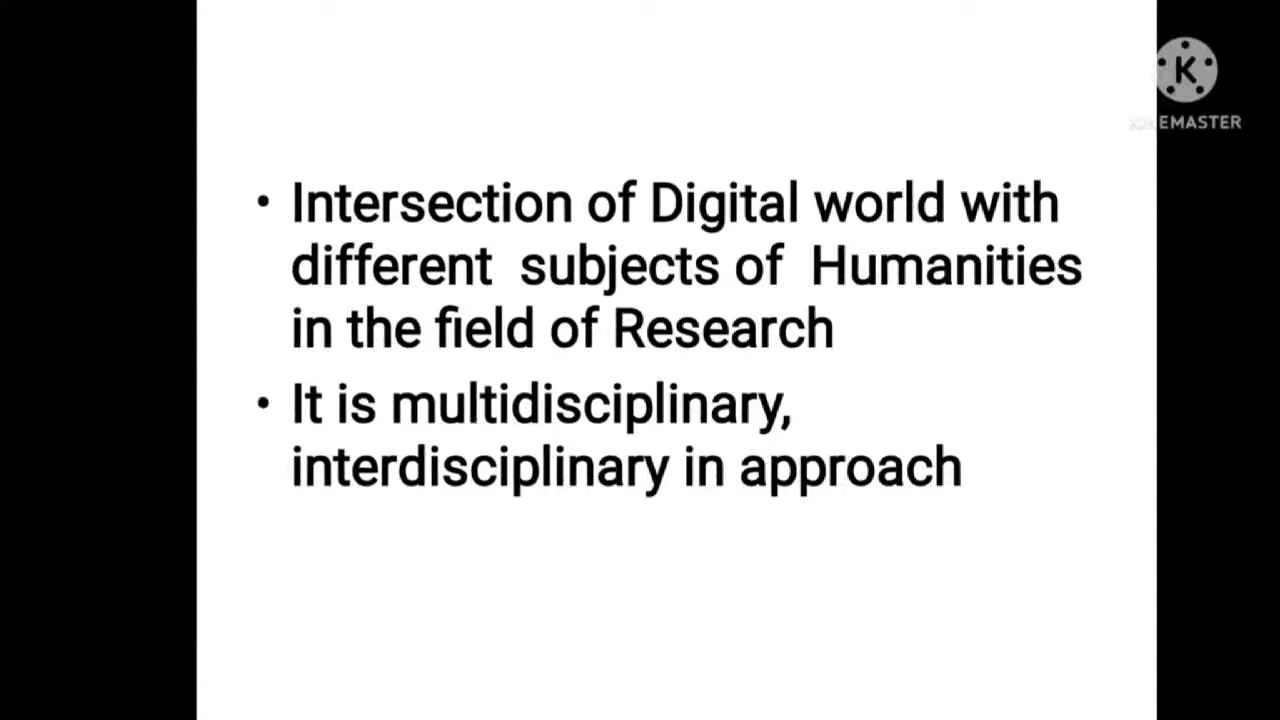 K
KINEMASTER
• Intersection of Digital world with
different subjects of Humanities
in the field of Research
• It is multidisciplinary,
interdisciplinary in approach